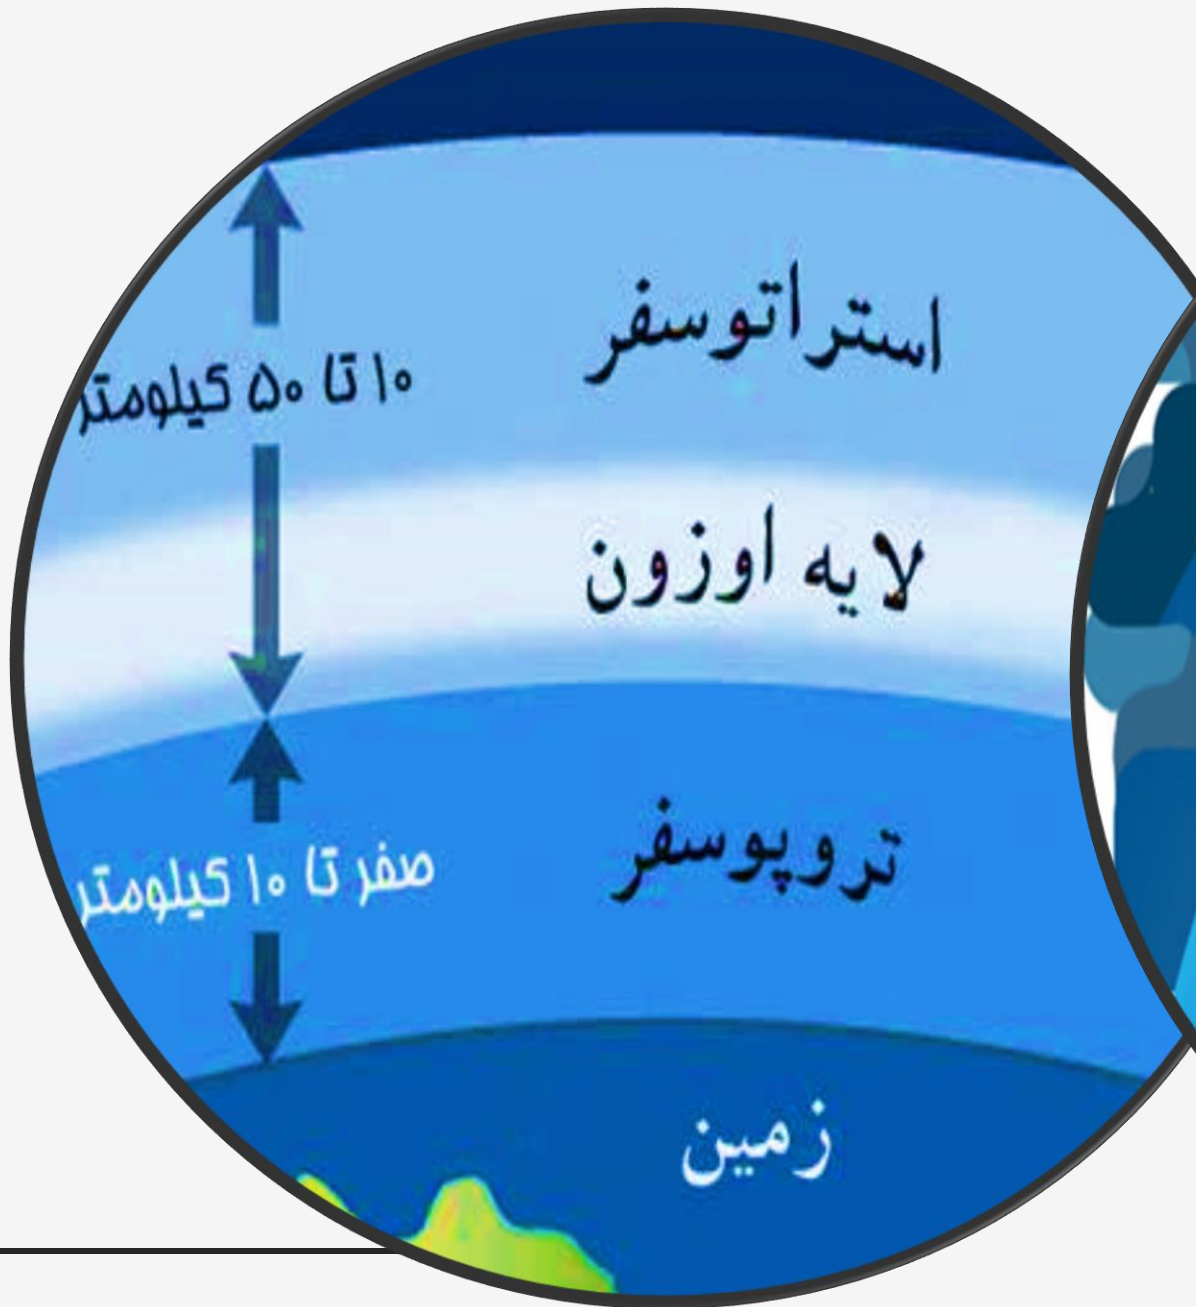 استراتوسفر
۱۰ تا ۵۰ کیلومتر
لایه اوزون
تروپوسفر
صفر تا ۱۰ کیلومتر
زمین